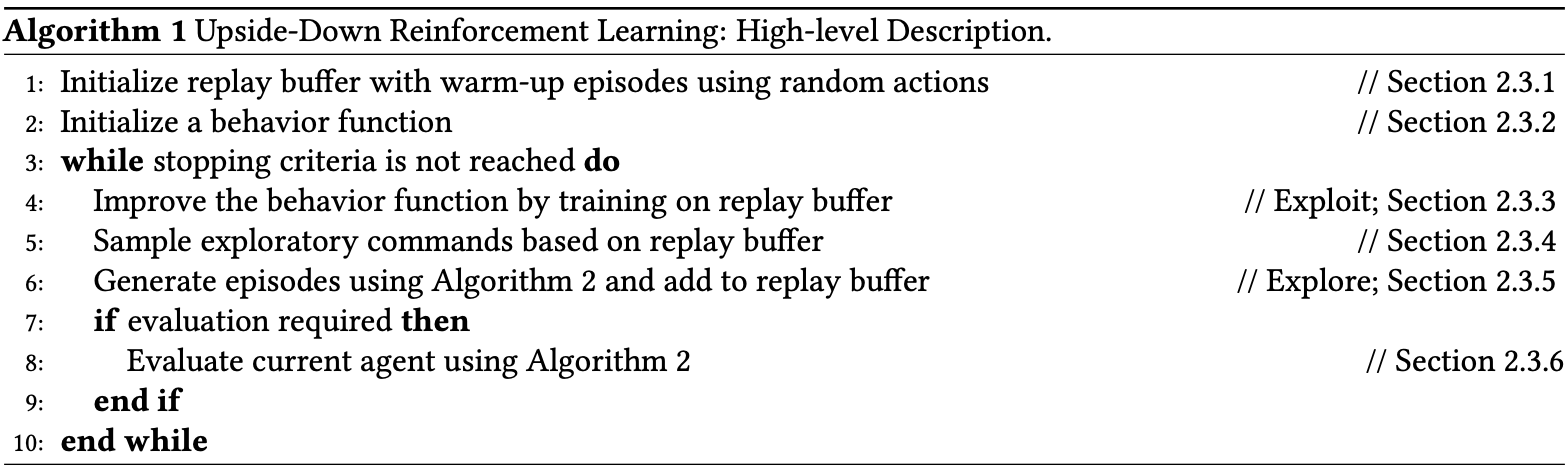 Algorithm 1 Upside-Down Reinforcement Learning: High-level Description.
1: Initialize replay buffer with warm-up episodes using random actions // Section 2.3.1
2: Initialize a behavior function // Section 2.3.2
3: while stopping criteria is not reached do
4: Improve the behavior function by training on replay buffer // Exploit; Section 2.3.3
5: Sample exploratory commands based on replay buffer // Section 2.3.4
6: Generate episodes using Algorithm 2 and add to replay buffer // Explore; Section 2.3.5
7: if evaluation required then
8: Evaluate current agent using Algorithm 2 // Section 2.3.6
9: end if
10: end while